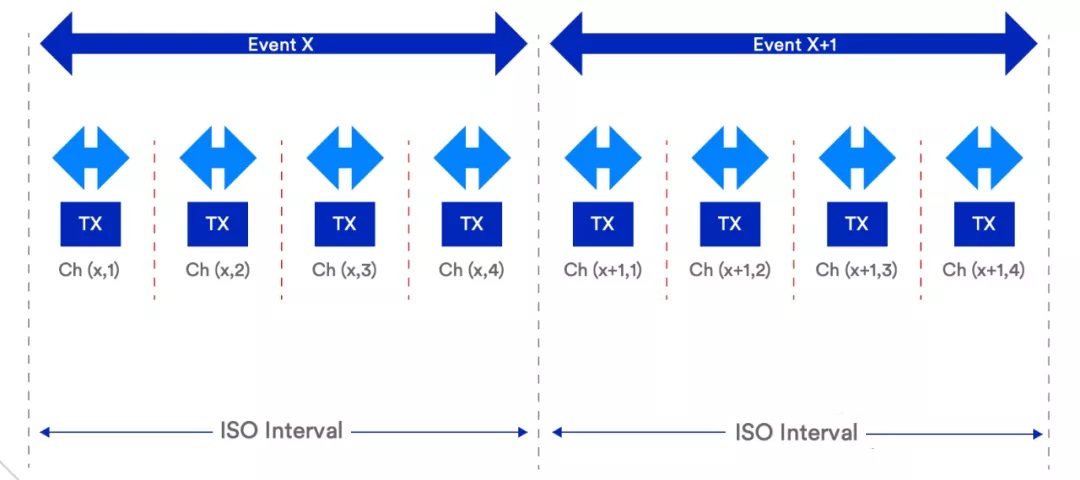 Event X
Event X+1
TX
TX
TX
TX
TX
TX
TX
TX
Ch (x,1)
Ch (x,2)
Ch (x,3)
Ch (x,4)
Ch (x+1,1)
Ch (x+1,2)
Ch (x+1,3)
Ch (x+1,4)
ISO Interval
ISO Interval